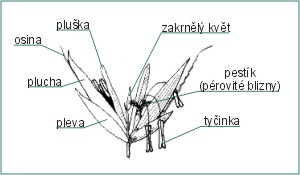 pluška
zakrnělý květ
osina
pestík
(pérovité blizny)
plucha
pleva
tyčinka